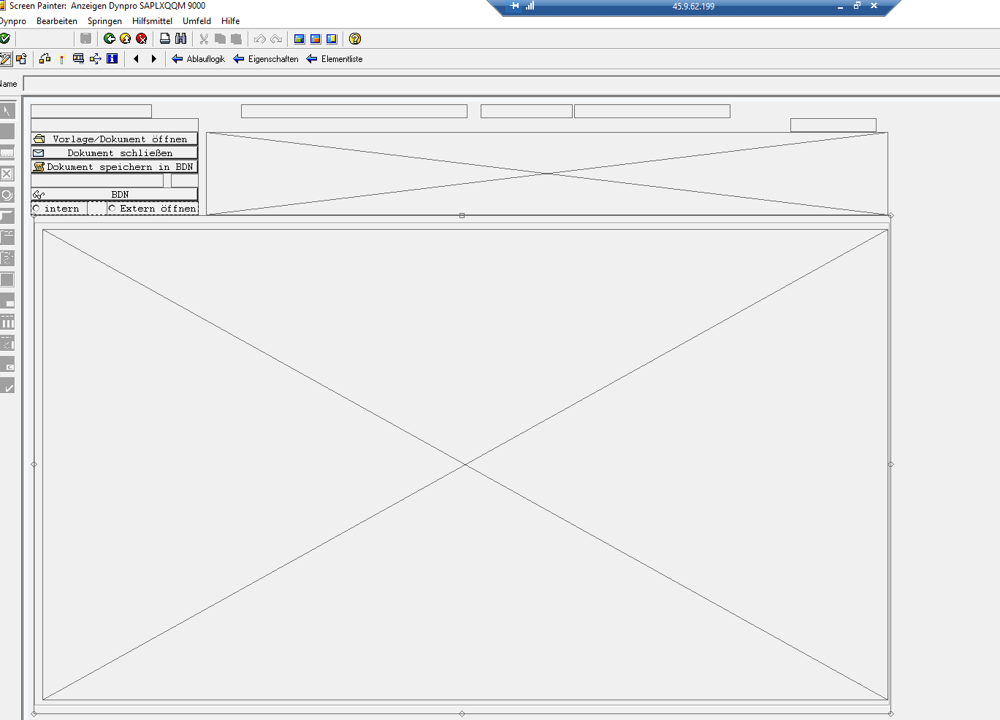 Screen Painter: Anzeigen Dynpro SAPLXQQM 9000
45.9.62.199
Dynpro Bearbeiten Springen Hilfsmittel Umfeld Hilfe
Ablauflogik Eigenschaften Elementliste
Name
Vorlage/Dokument öffnen
Dokument schließen
Dokument speichern in BDN
BDN
intern Extern öffnen